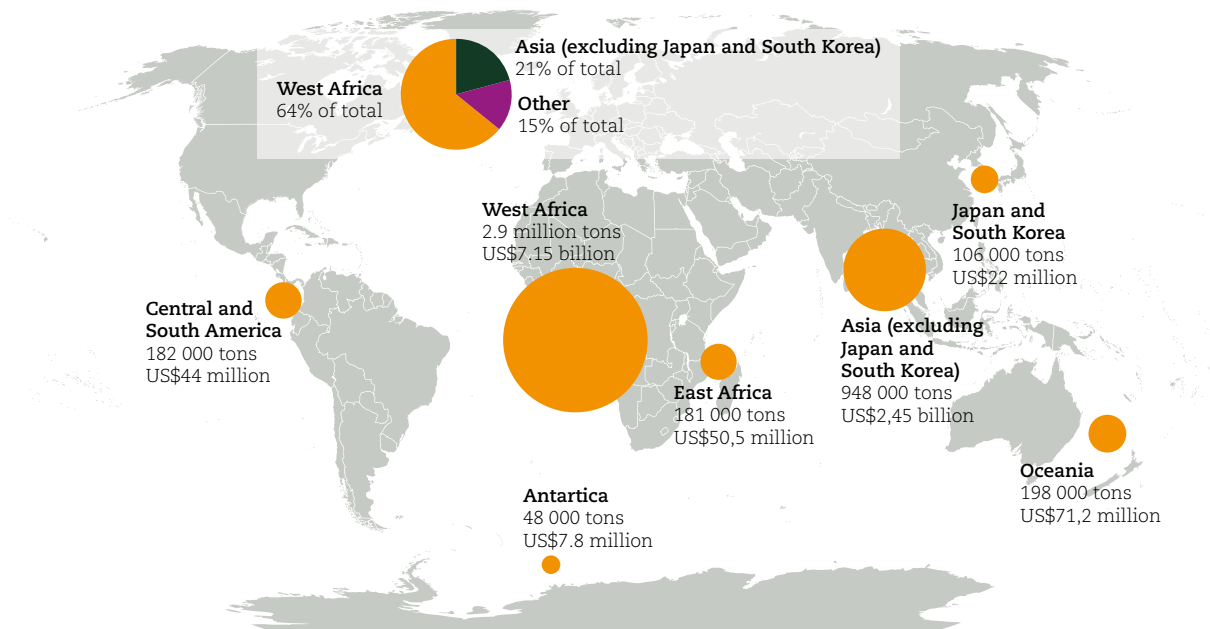 Asia (excluding Japan and South Korea)
21% of total
West Africa
64% of total
Other
15% of total
West Africa
2.9 million tons
US$7.15 billion
Japan and
South Korea
106 000 tons
US$22 million
Central and
South America
182 000 tons
US$44 million
Asia (excluding
Japan and
South Korea)
948 000 tons
US$2,45 billion
East Africa
181 000 tons
US$50,5 million
Oceania
198 000 tons
US$71,2 million
Antartica
48 000 tons
US$7.8 million